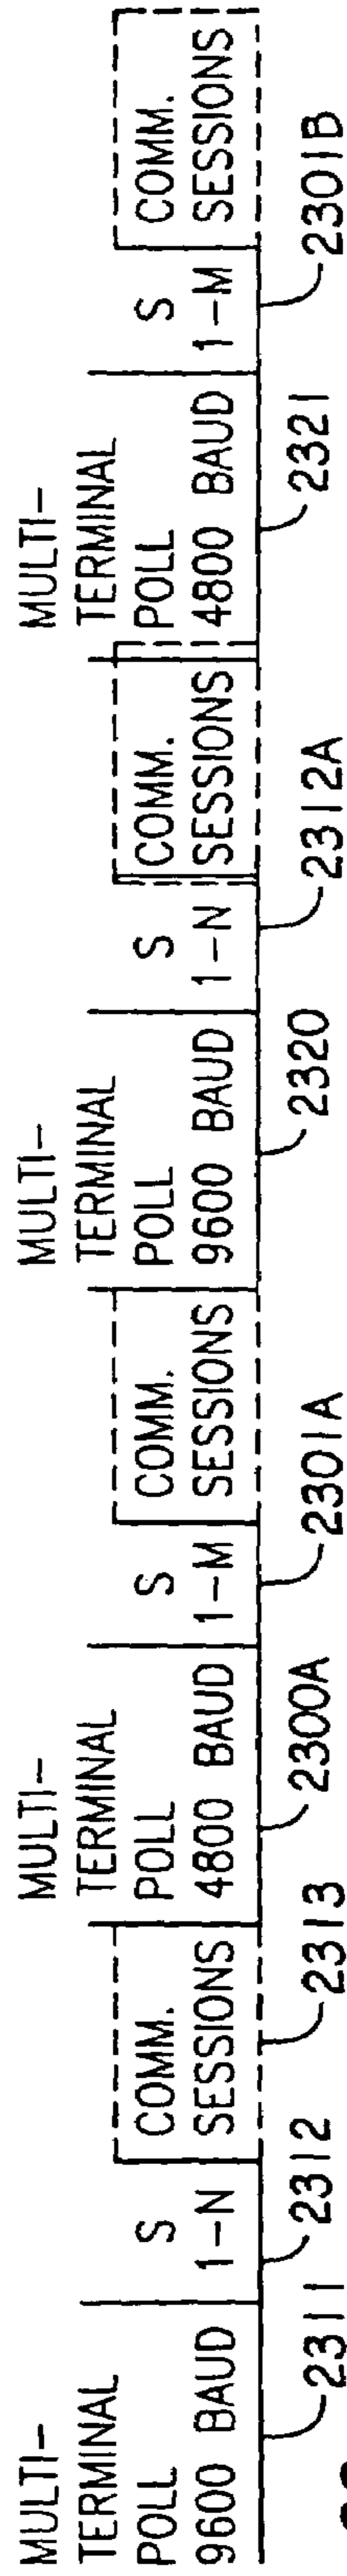 MULTI-
TERMINAL
POLL
9600 BAUD
2311
S
1-N
2312
COMM.
SESSIONS
2313
MULTI-
TERMINAL
POLL
4800 BAUD
2300A
S
1-M
2301A
COMM.
SESSIONS
MULTI-
TERMINAL
POLL
9600 BAUD
2320
S
1-N
2312A
COMM.
SESSIONS
MULTI-
TERMINAL
POLL
4800 BAUD
2321
S
1-M
2301B
COMM.
SESSIONS